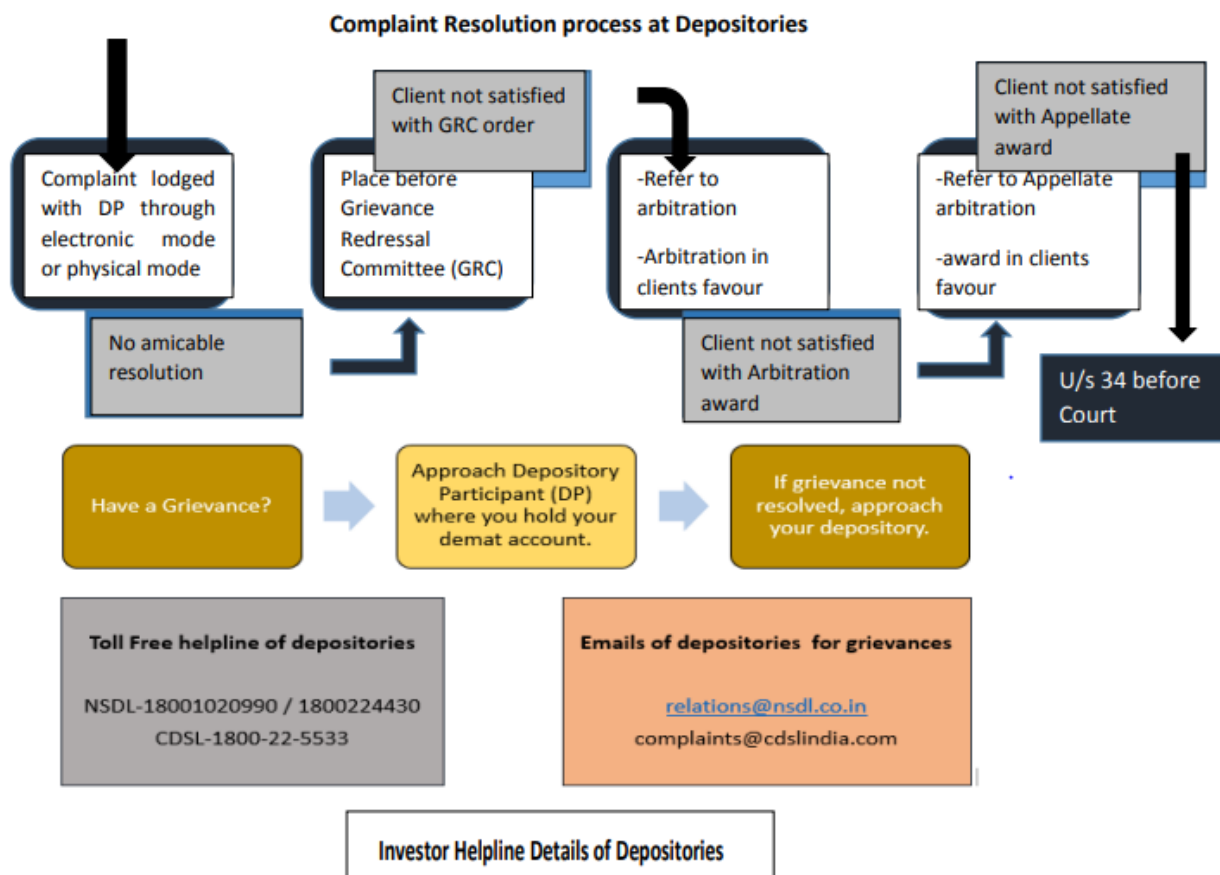 Complaint Resolution process at Depositories
Complaint lodged
with DP through
electronic mode
or physical mode
No amicable
resolution
Place before
Grievance
Redressal
Committee (GRC)
Client not satisfied
with GRC order
-Refer to
arbitration
-Arbitration in
clients favour
Client not satisfied
with Arbitration
award
-Refer to Appellate
arbitration
-award in clients
favour
Client not satisfied
with Appellate
award
U/s 34 before
Court
Have a Grievance?
Approach Depository
Participant (DP)
where you hold your
demat account.
If grievance not
resolved, approach
your depository.
Toll Free helpline of depositories
NSDL-18001020990 / 1800224430
CDSL-1800-22-5533
Emails of depositories for grievances
relations@nsdl.co.in
complaints@cdslindia.com
Investor Helpline Details of Depositories